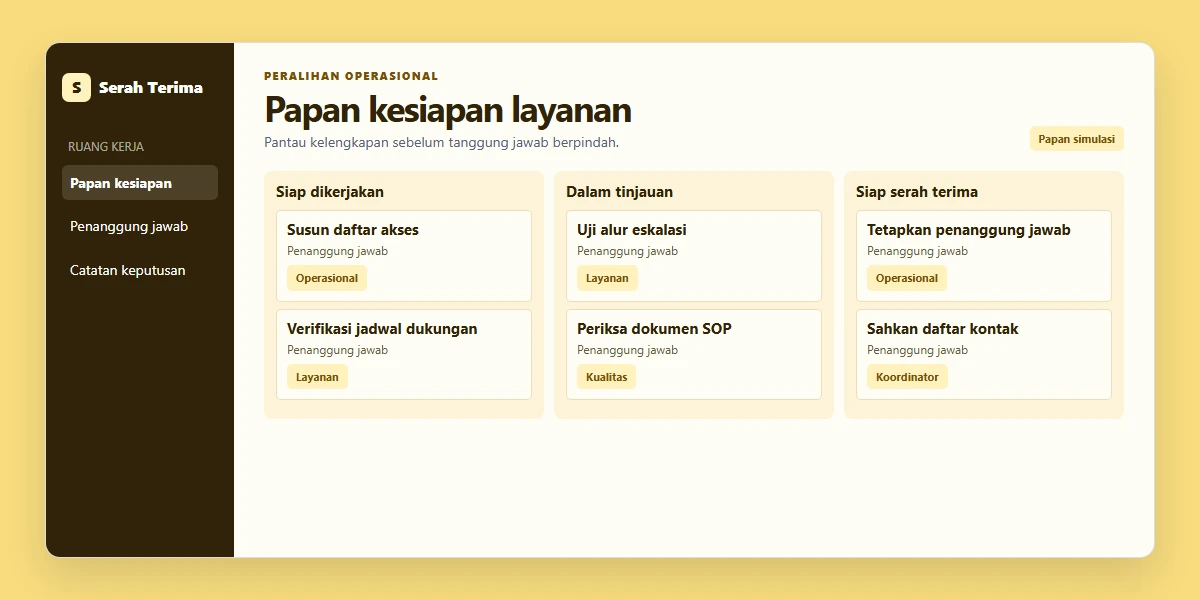 S
Serah Terima
RUANG KERJA
Papan kesiapan
Penanggung jawab
Catatan keputusan
PERALIHAN OPERASIONAL
Papan kesiapan layanan
Pantau kelengkapan sebelum tanggung jawab berpindah.
Papan simulasi
Siap dikerjakan
Susun daftar akses
Penanggung jawab
Operasional
Verifikasi jadwal dukungan
Penanggung jawab
Layanan
Dalam tinjauan
Uji alur eskalasi
Penanggung jawab
Layanan
Periksa dokumen SOP
Penanggung jawab
Kualitas
Siap serah terima
Tetapkan penanggung jawab
Penanggung jawab
Operasional
Sahkan daftar kontak
Penanggung jawab
Koordinator